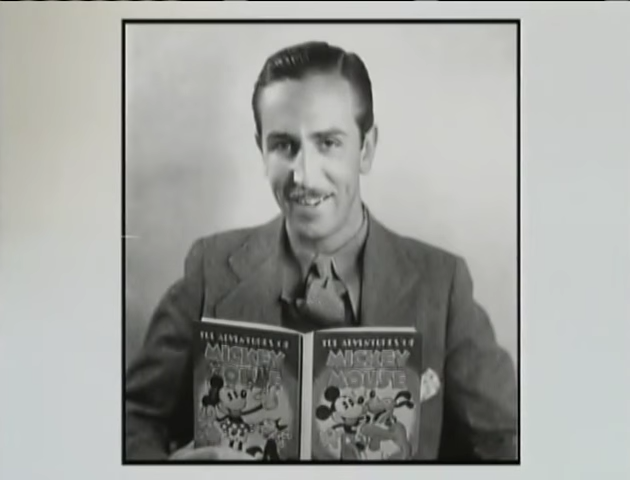 THE ADVENTURES OF
MICKEY
MOUSE
THE ADVENTURES OF
MICKEY
MOUSE